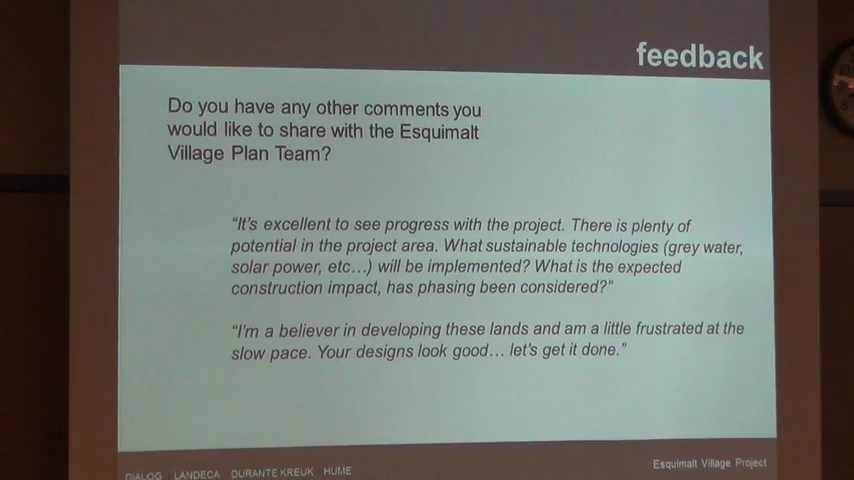 feedback
Do you have any other comments you
would like to share with the Esquimalt
Village Plan Team?
“It’s excellent to see progress with the project. There is plenty of
potential in the project area. What sustainable technologies (grey water,
solar power, etc…) will be implemented? What is the expected
construction impact, has phasing been considered?”
“I’m a believer in developing these lands and am a little frustrated at the
slow pace. Your designs look good… let’s get it done.”
DIALOG LANDECA DURANTE KREUK HUME
Esquimalt Village Project